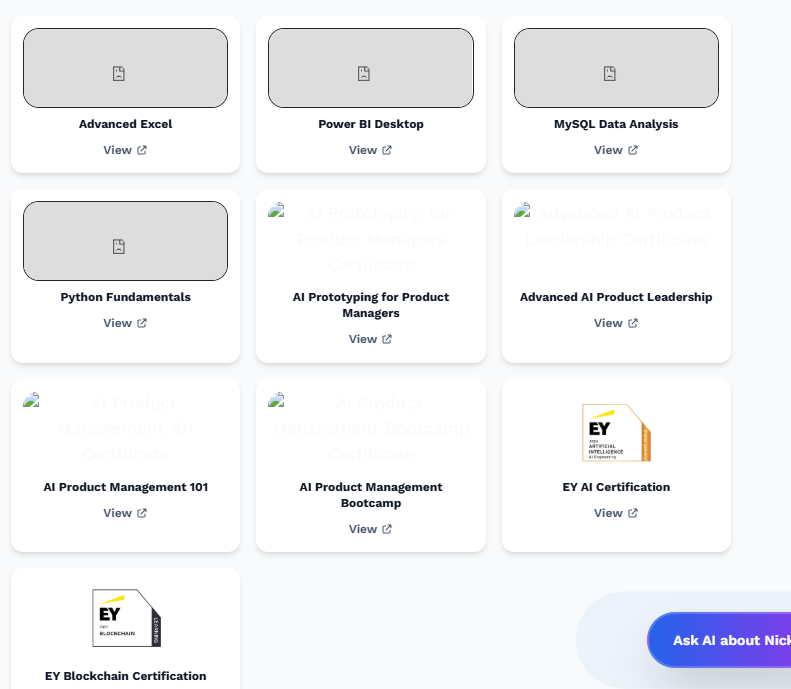 Advanced Excel
View
Power BI Desktop
View
MySQL Data Analysis
View
Python Fundamentals
View
AI Prototyping for
Product Managers
Certificate
AI Prototyping for Product
Managers
View
Advanced AI Product
Leadership Certificate
Advanced AI Product Leadership
View
AI Product
Management 101
Certificate
AI Product Management 101
View
AI Product
Management Bootcamp
Certificate
AI Product Management
Bootcamp
View
EY
ARTIFICIAL
INTELLIGENCE
AI Engineering
EY AI Certification
View
EY
BLOCKCHAIN
LEARNING
EY Blockchain Certification
Ask AI about Nick